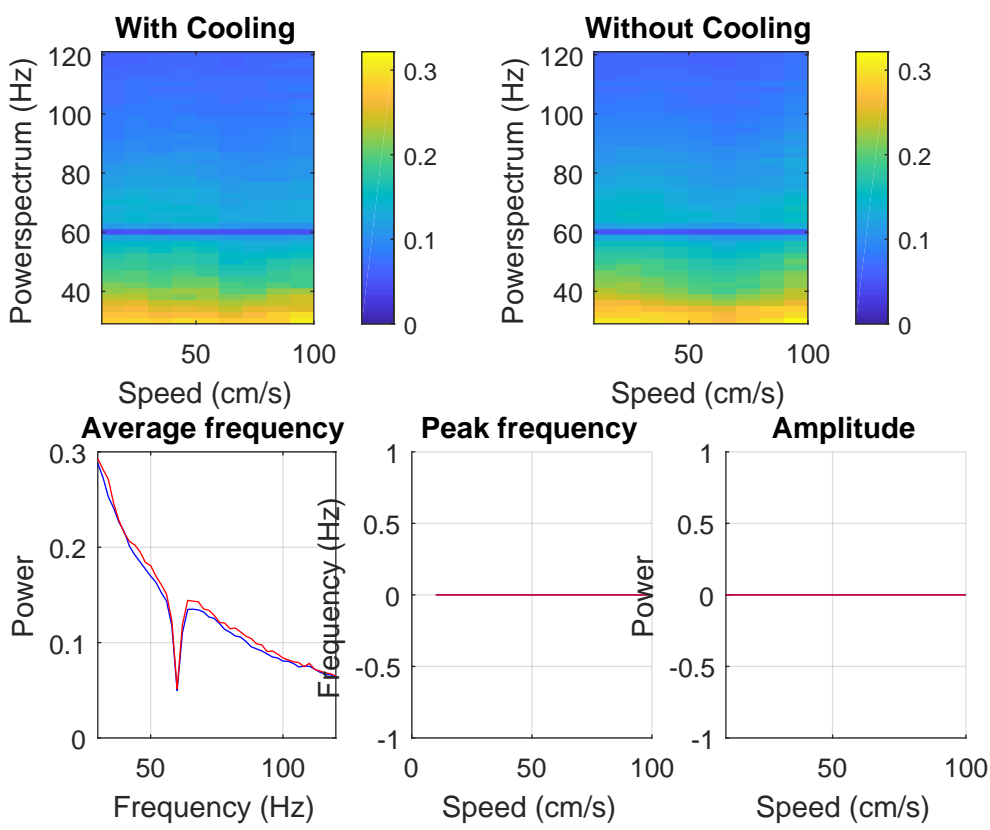 With Cooling
Powerspectrum (Hz)
120
100
80
60
40
50
100
Speed (cm/s)
0.3
0.2
0.1
0
Without Cooling
Powerspectrum (Hz)
120
100
80
60
40
50
100
Speed (cm/s)
0.3
0.2
0.1
0
Average frequency
Power
0.3
0.2
0.1
0
50
100
Frequency (Hz)
Peak frequency
Frequency (Hz)
1
0.5
0
-0.5
-1
0
50
100
Speed (cm/s)
Amplitude
Power
1
0.5
0
-0.5
-1
50
100
Speed (cm/s)